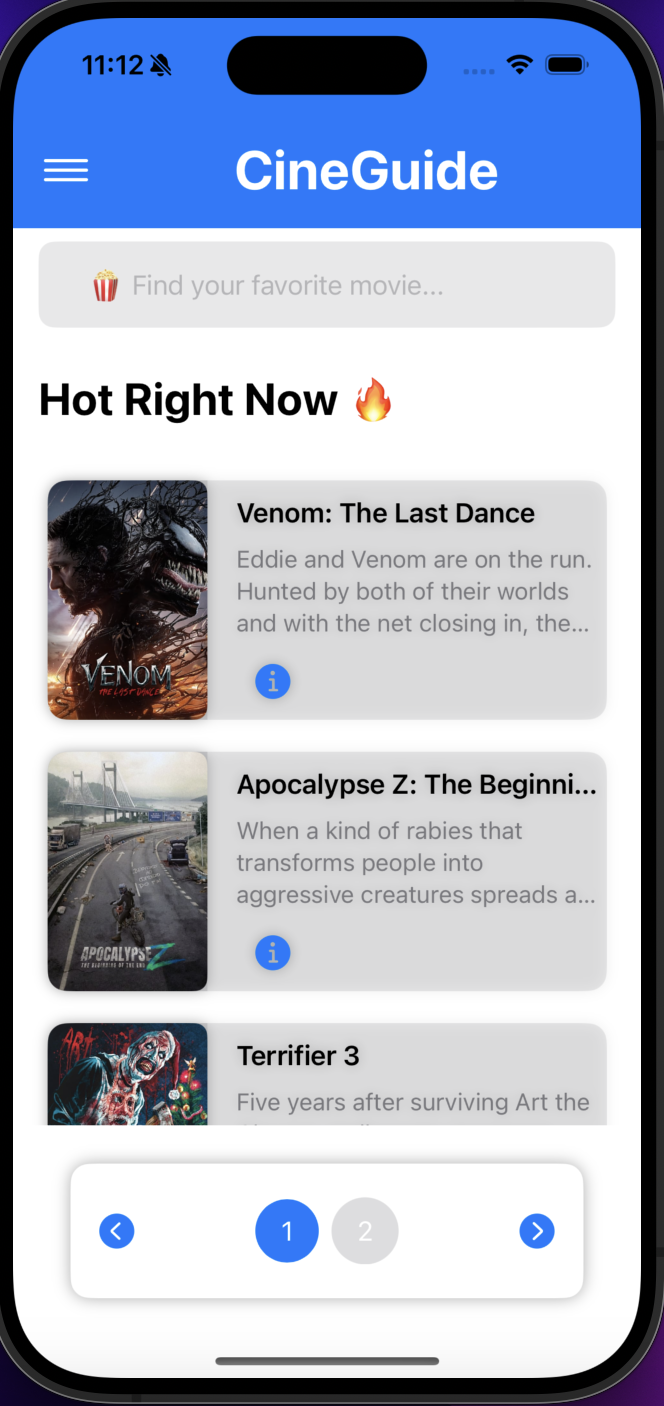 11:12
CineGuide
Find your favorite movie...
Hot Right Now 🔥
Venom: The Last Dance
Eddie and Venom are on the run.
Hunted by both of their worlds
and with the net closing in, the...
VENOM
THE LAST DANCE
Apocalypse Z: The Beginni...
When a kind of rabies that
transforms people into
aggressive creatures spreads a...
APOCALYPSE Z
THE BEGINNING OF THE END
ART
Terrifier 3
Five years after surviving Art the
1
2